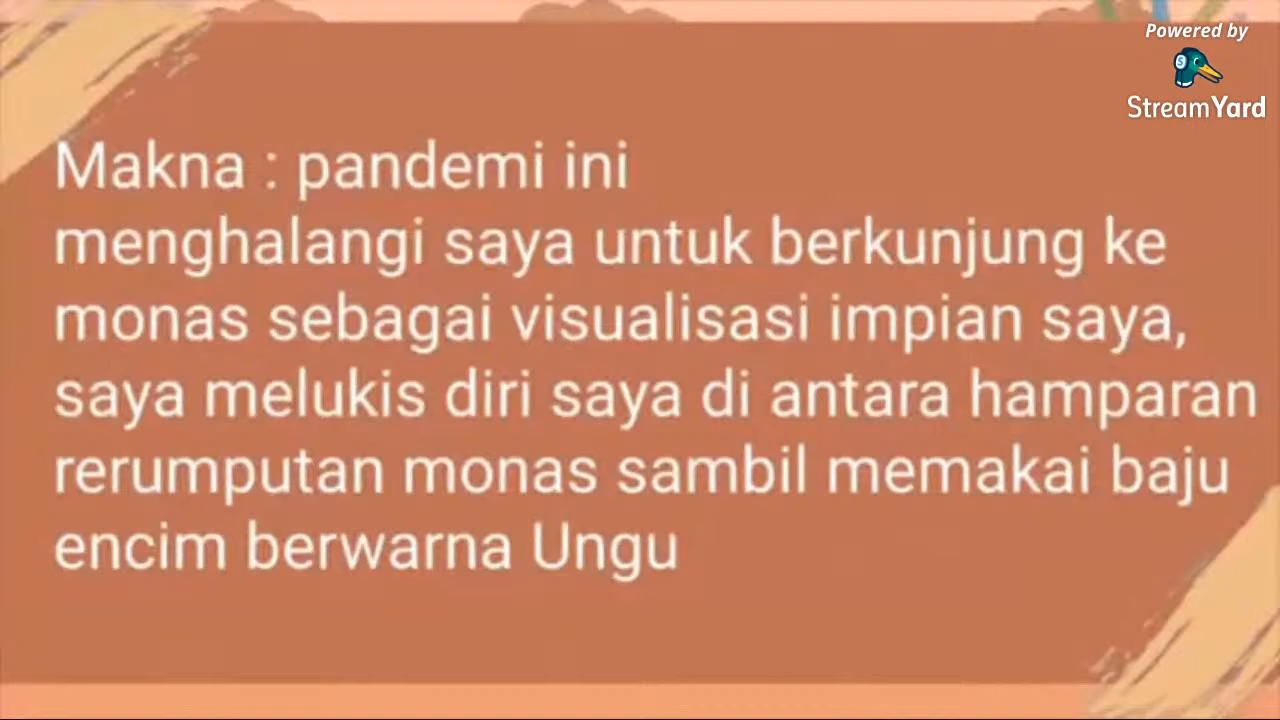 Powered by
StreamYard
Makna : pandemi ini
menghalangi saya untuk berkunjung ke
monas sebagai visualisasi impian saya,
saya melukis diri saya di antara hamparan
rerumputan monas sambil memakai baju
encim berwarna Ungu